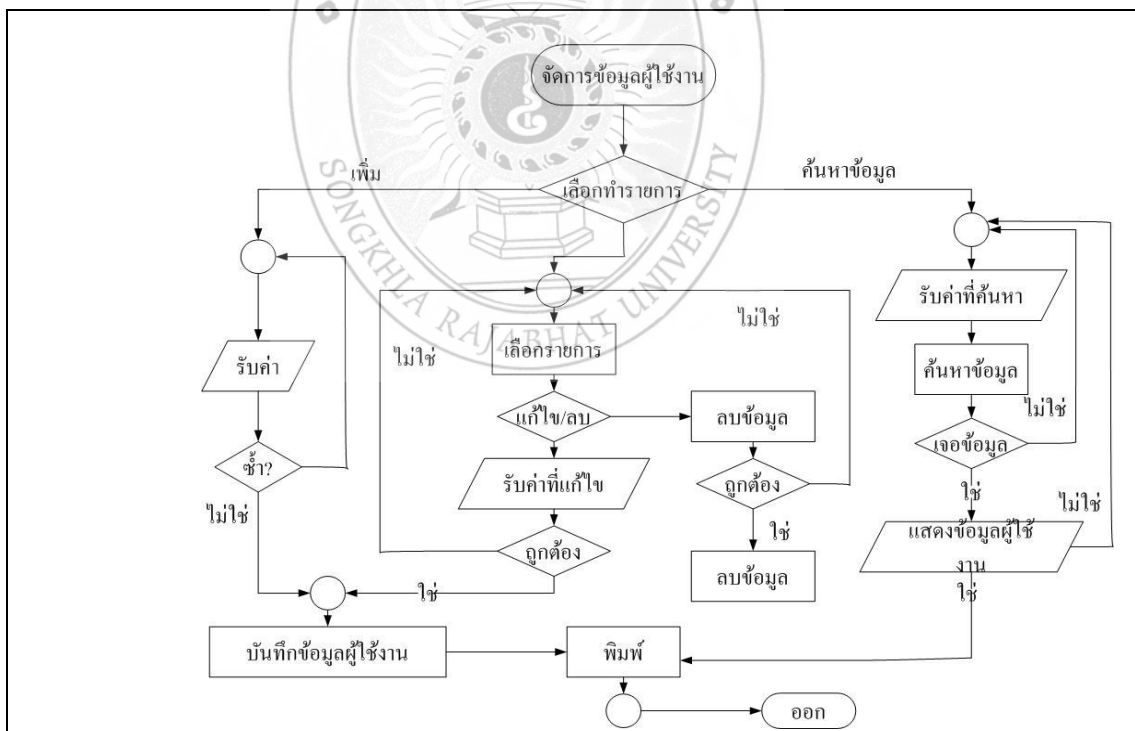 จัดการข้อมูลผู้ใช้งาน
เพิ่ม
เลือกทำรายการ
ค้นหาข้อมูล
SONGKHLA RAJABHAT UNIVERSITY
รับค่าที่ค้นหา
ไม่ใช่
ไม่ใช่
เลือกรายการ
รับค่า
ค้นหาข้อมูล
ไม่ใช่
แก้ไข/ลบ
ลบข้อมูล
เจอข้อมูล
ซ้ำ?
รับค่าที่แก้ไข
ถูกต้อง
ใช่
ไม่ใช่
ไม่ใช่
ใช่
แสดงข้อมูลผู้ใช้
งาน
ถูกต้อง
ลบข้อมูล
ใช่
ใช่
บันทึกข้อมูลผู้ใช้งาน
พิมพ์
ออก